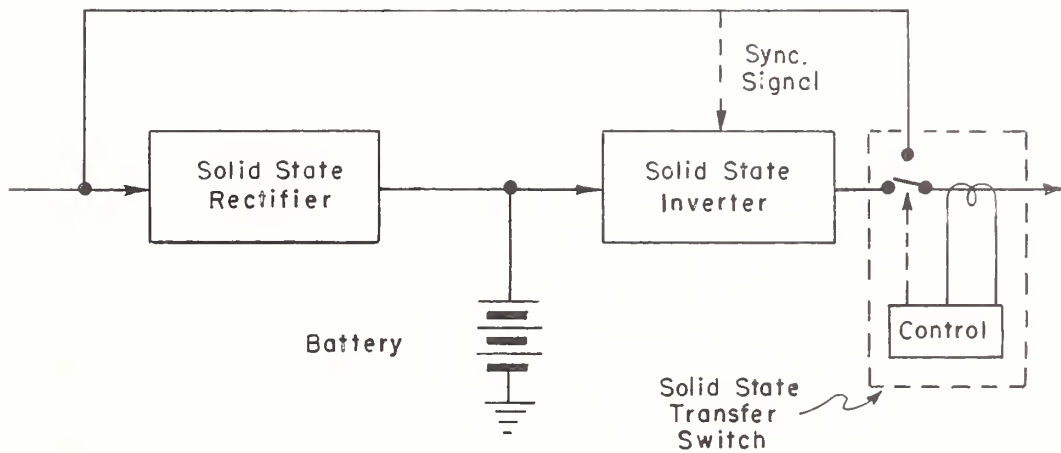 Sync.
Signal
Solid State
Rectifier
Solid State
Inverter
Battery
Control
Solid State
Transfer
Switch